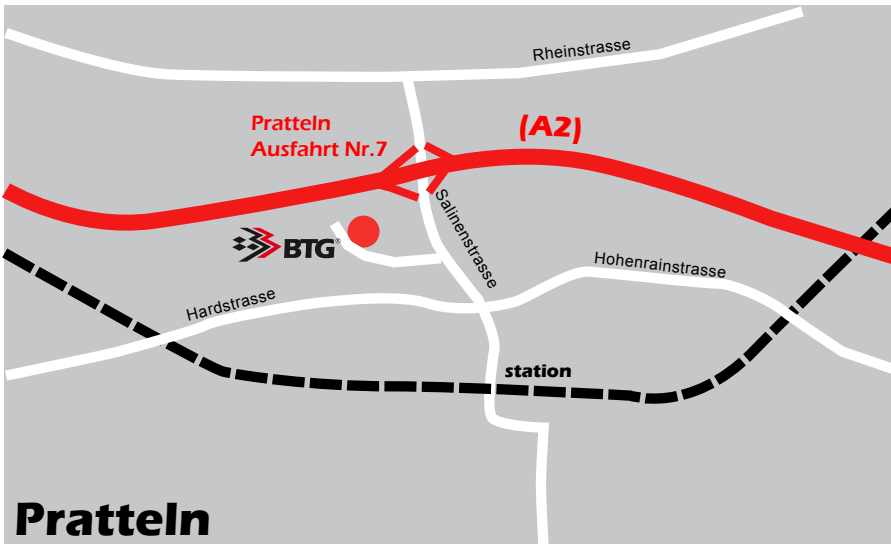 Rheinstrasse
Pratteln
Ausfahrt Nr.7
(A2)
Salinenstrasse
BTG®
Hohenrainstrasse
Hardstrasse
station
Pratteln